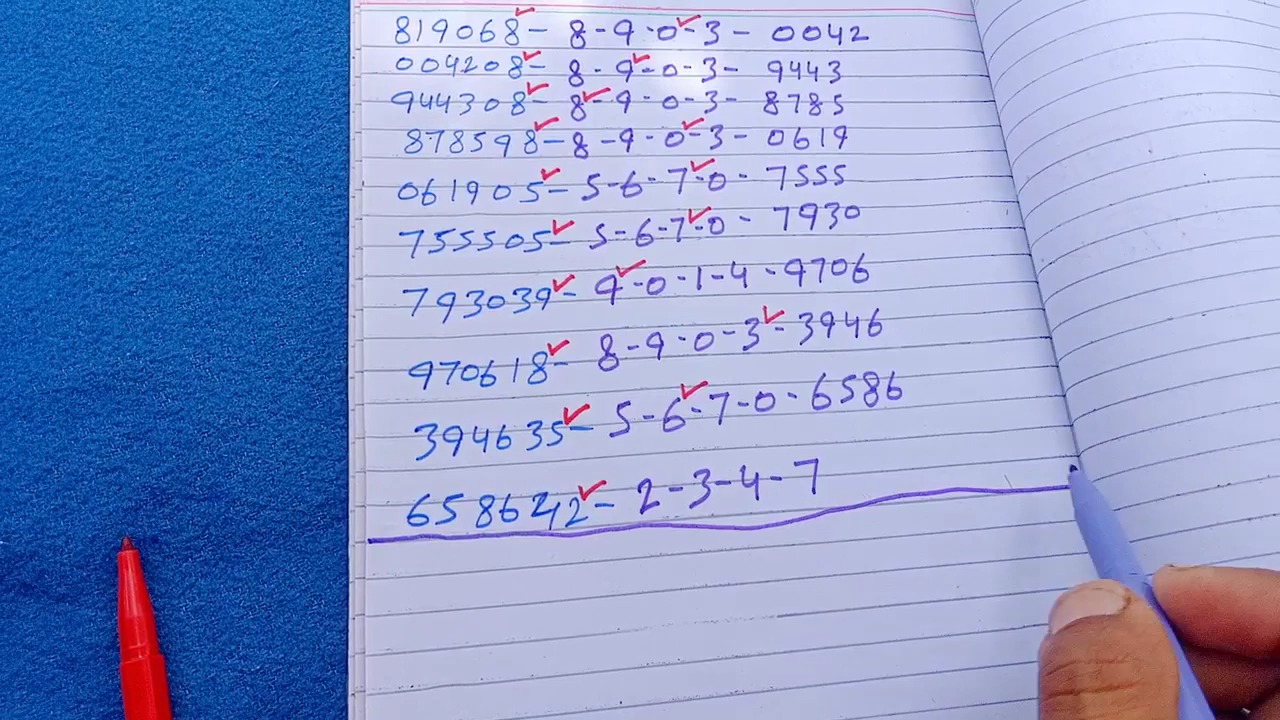 819068 - 8-9-0-3 - 0042
004208 - 8-9-0-3 - 9443
944308 - 8-9-0-3 - 8785
878598 - 8-9-0-3 - 0619
061905 - 5-6-7-0 - 7555
755505 - 5-6-7-0 - 7930
793039 - 9-0-1-4 - 9706
970618 - 8-9-0-3 - 3946
394635 - 5-6-7-0 - 6586
658642 - 2-3-4-7